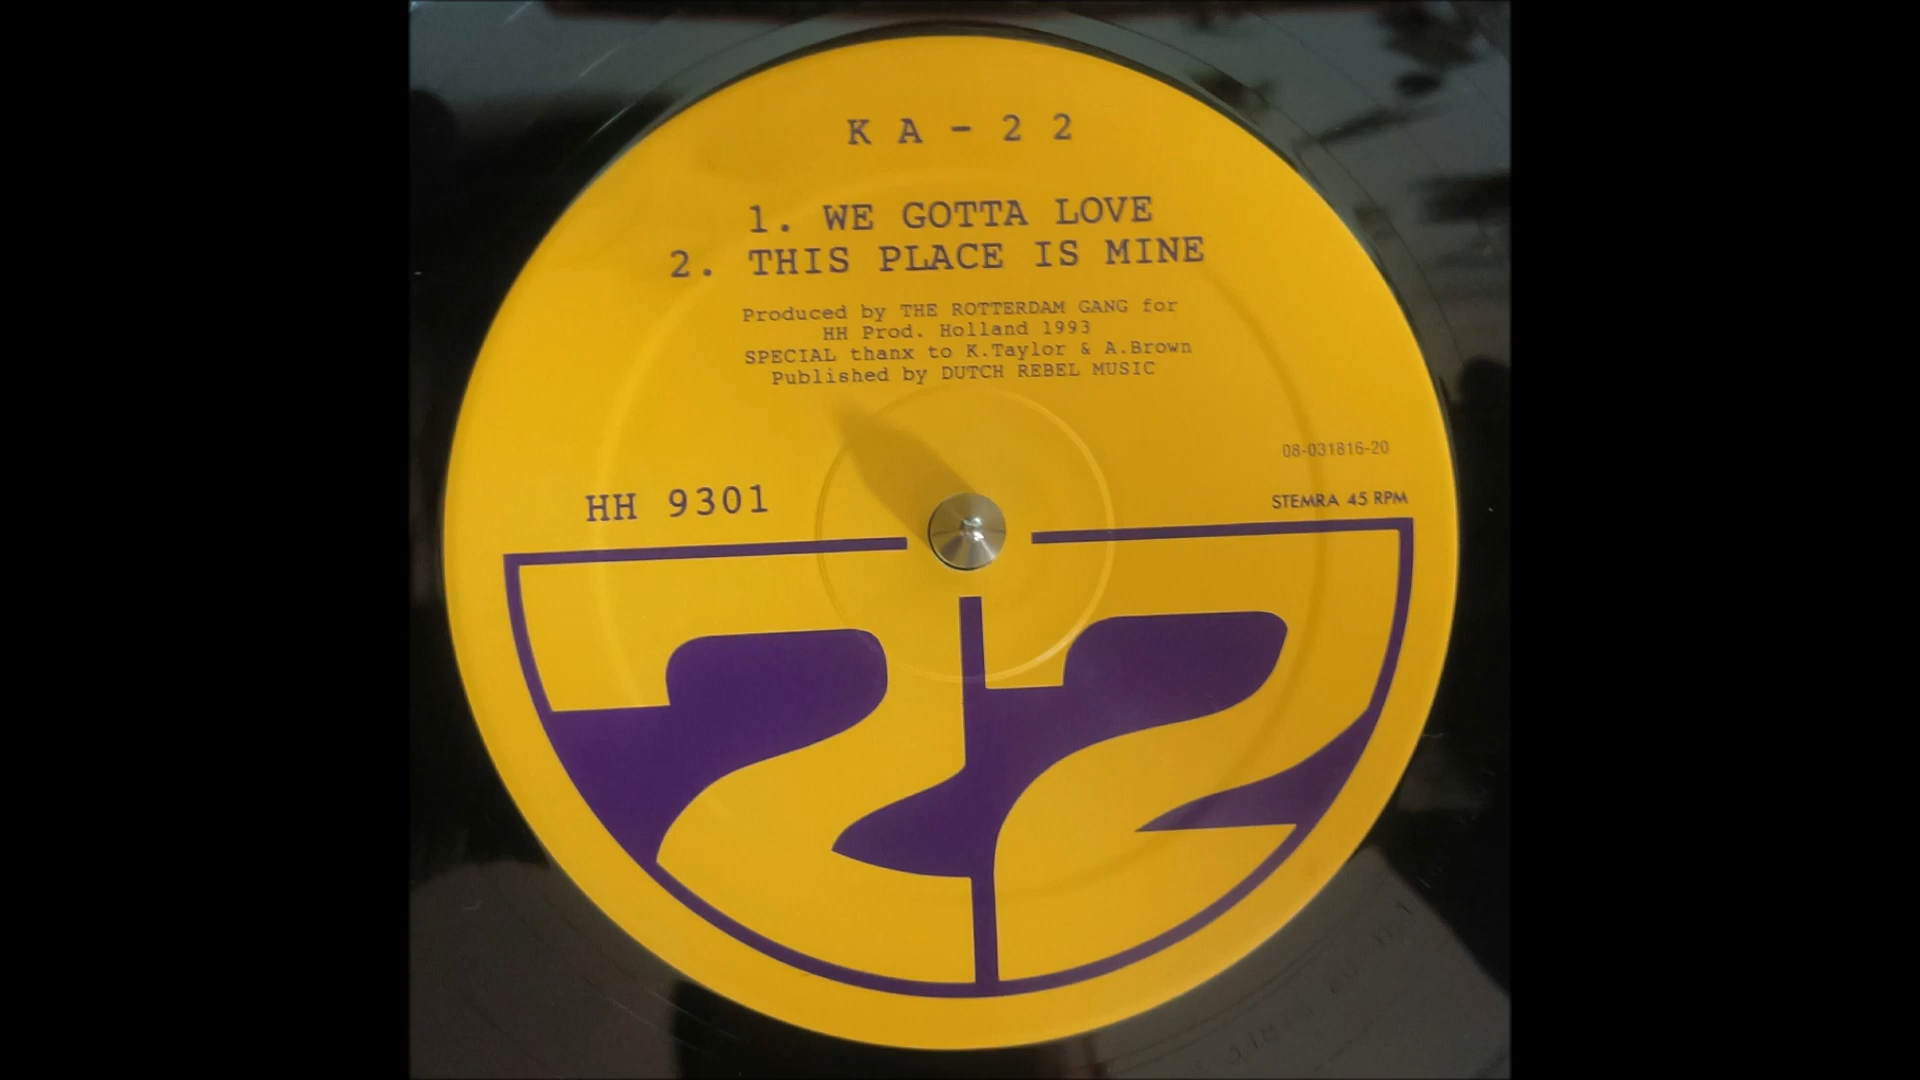 KA-22
1. WE GOTTA LOVE
2. THIS PLACE IS MINE
Produced by THE ROTTERDAM GANG for
HH Prod. Holland 1993
SPECIAL thanx to K.Taylor & A.Brown
Published by DUTCH REBEL MUSIC
08-031816-20
HH 9301
STEMRA 45 RPM
22